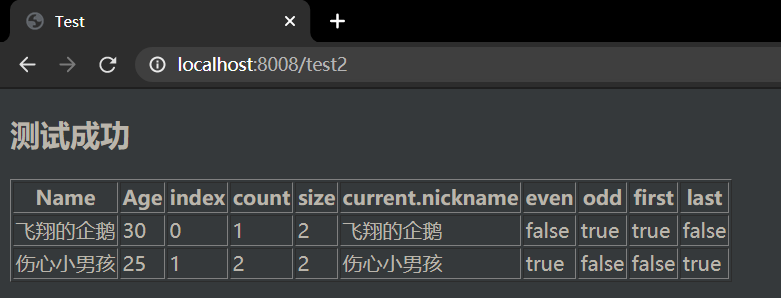 Test
localhost:8008/test2
测试成功
Name Age index count size current.nickname even odd first last
飞翔的企鹅 30 0 1 2 飞翔的企鹅 false true true false
伤心小男孩 25 1 2 2 伤心小男孩 true false false true